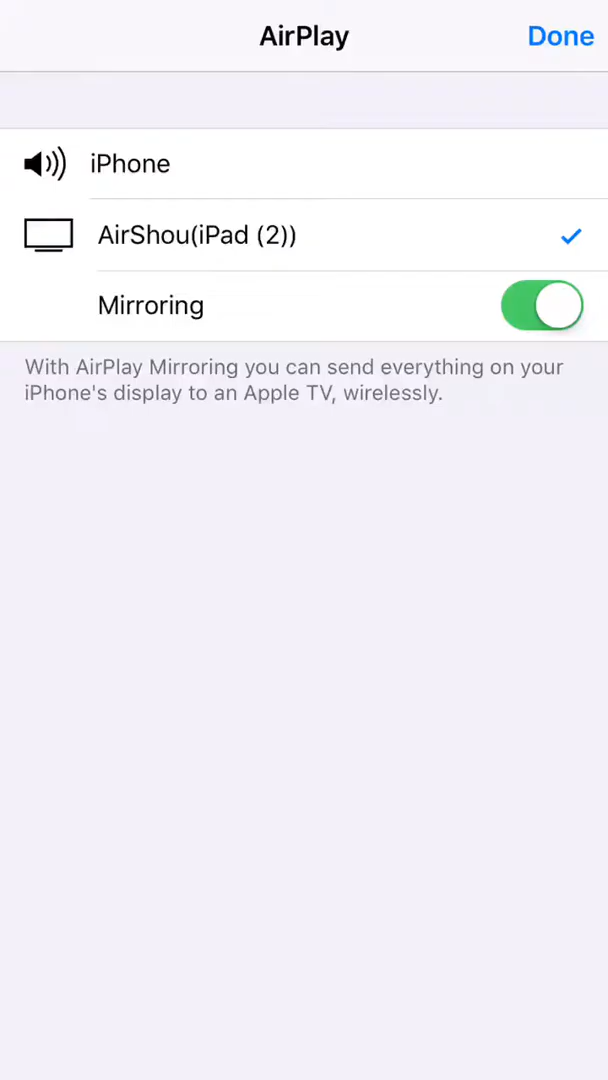 AirPlay
Done
iPhone
AirShou(iPad (2))
Mirroring
With AirPlay Mirroring you can send everything on your
iPhone's display to an Apple TV, wirelessly.